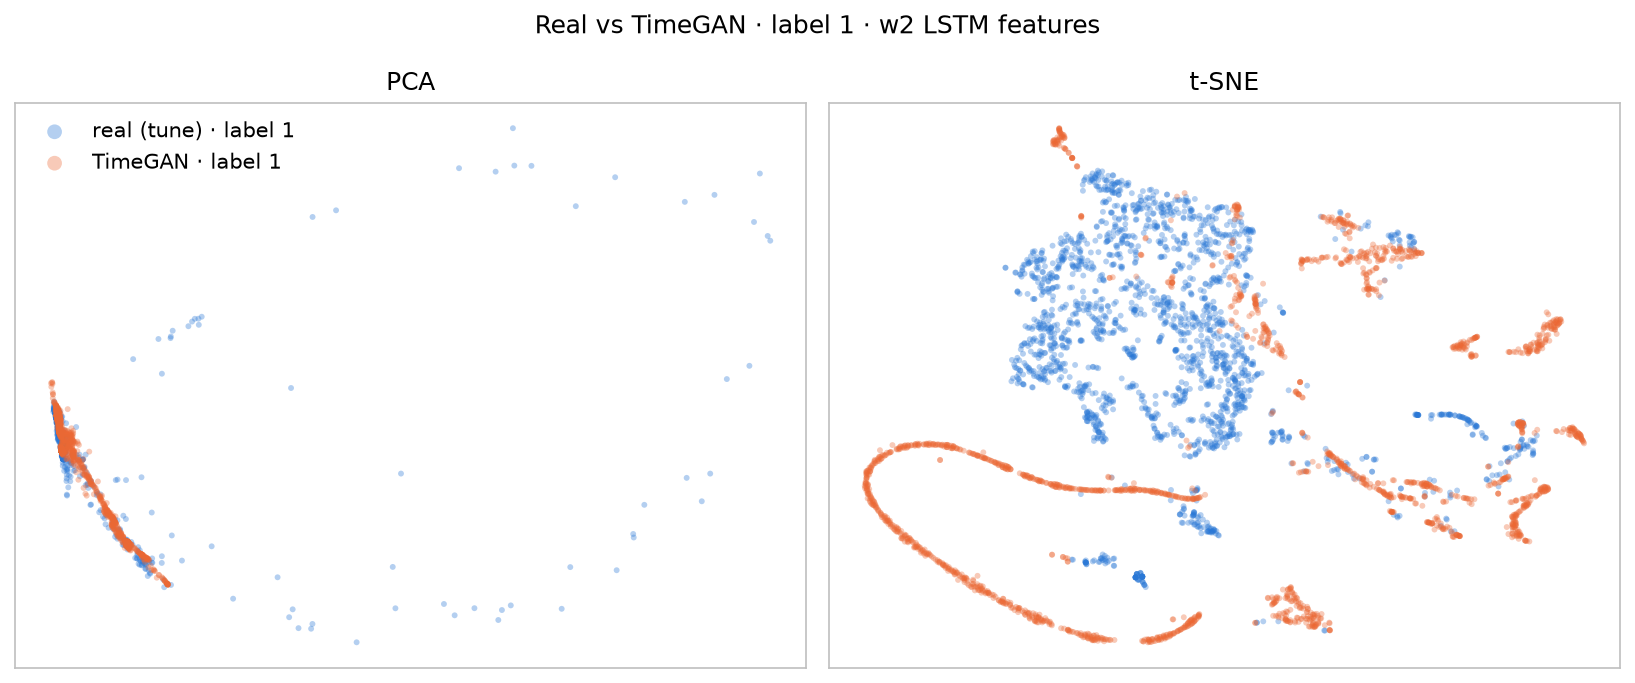 Real vs TimeGAN · label 1 · w2 LSTM features
PCA
t-SNE
real (tune) · label 1
TimeGAN · label 1